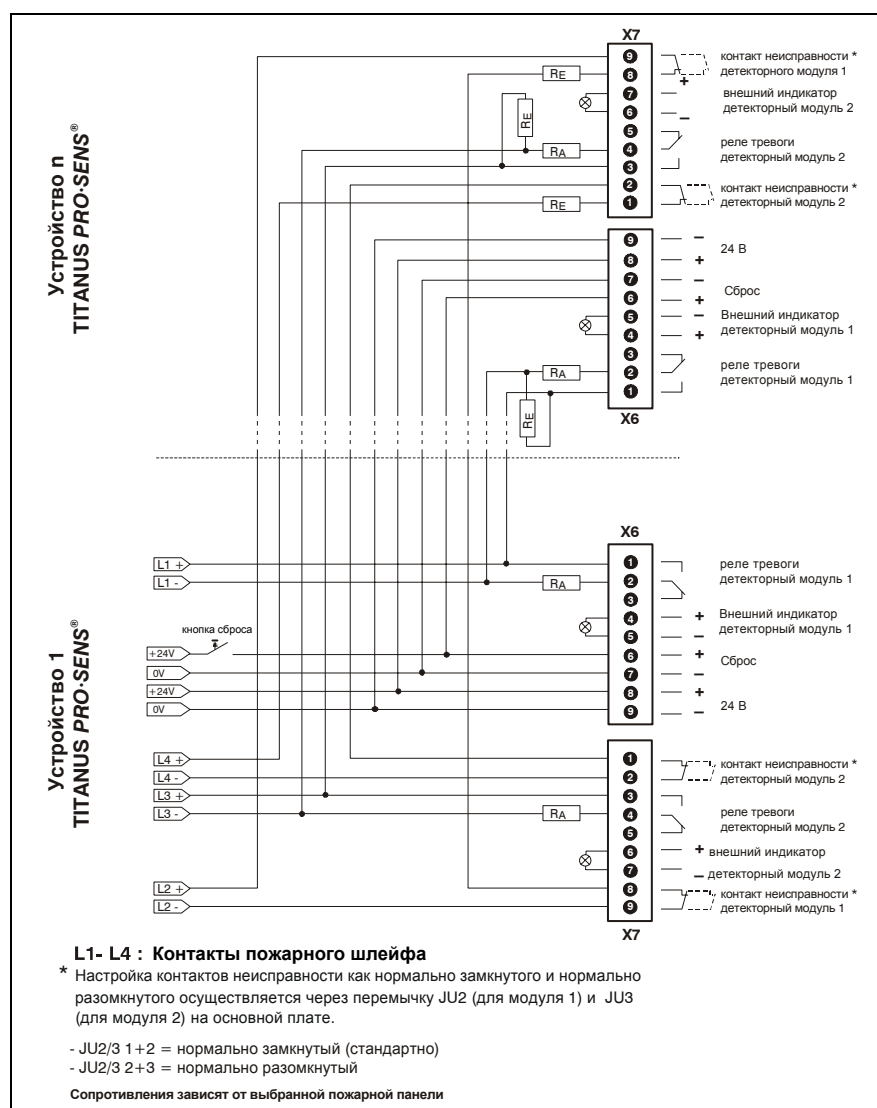 X7
9
контакт неисправности *
8
RE
детекторного модуля 1
+
7
внешний индикатор
6
детекторный модуль 2
–
5
RE
4
RA
реле тревоги
3
детекторный модуль 2
2
контакт неисправности *
1
RE
детекторный модуль 2
Устройство n
TITANUS PRO·SENS®
9
–
24 В
8
+
7
–
Сброс
6
+
5
– Внешний индикатор
4
+ детекторный модуль 1
3
реле тревоги
2
RA
детекторный модуль 1
1
RE
X6
X6
L1 +
1
реле тревоги
L1 -
RA
2
детекторный модуль 1
3
4
+ Внешний индикатор
кнопка сброса
5
– детекторный модуль 1
+24V
6
+
Сброс
0V
7
–
+24V
8
+
0V
9
–
24 В
Устройство 1
TITANUS PRO·SENS®
L4 +
1
контакт неисправности *
L4 -
2
детекторный модуль 2
L3 +
3
реле тревоги
L3 -
RA
4
детекторный модуль 2
5
6
+ внешний индикатор
7
– детекторный модуль 2
L2 +
8
контакт неисправности *
L2 -
9
детекторный модуль 1
X7
L1- L4 : Контакты пожарного шлейфа
* Настройка контактов неисправности как нормально замкнутого и нормально
разомкнутого осуществляется через перемычку JU2 (для модуля 1) и JU3
(для модуля 2) на основной плате.
- JU2/3 1+2 = нормально замкнутый (стандартно)
- JU2/3 2+3 = нормально разомкнутый
Сопротивления зависят от выбранной пожарной панели